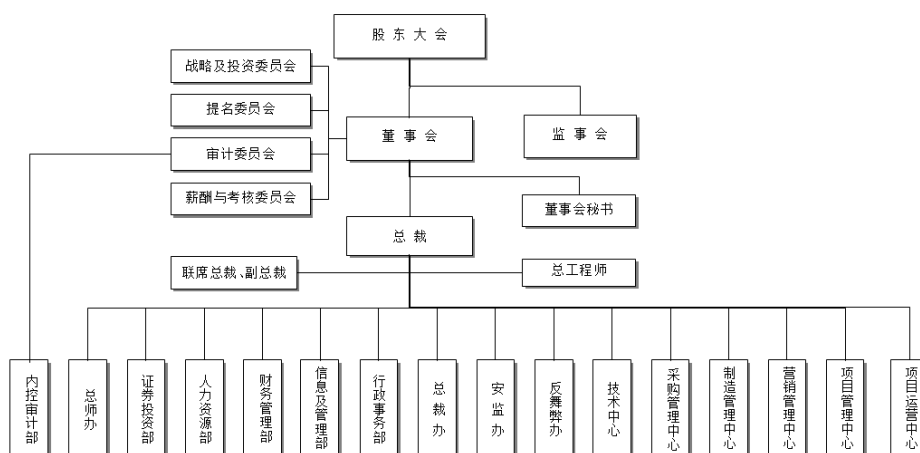 股东大会
战略及投资委员会
提名委员会
董事会
监事会
审计委员会
薪酬与考核委员会
董事会秘书
总裁
联席总裁、副总裁
总工程师
内控审计部
总师办
证券投资部
人力资源部
财务管理部
信息及管理部
行政事务部
总裁办
安监办
反舞弊办
技术中心
采购管理中心
制造管理中心
营销管理中心
项目管理中心
项目运营中心